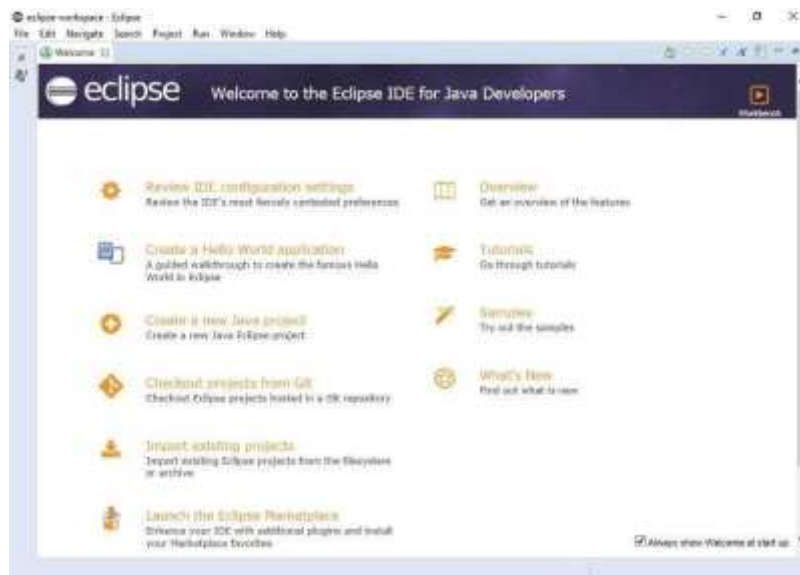 eclipse-workspace - Eclipse
File Edit Navigate Search Project Run Window Help
Welcome
eclipse Welcome to the Eclipse IDE for Java Developers
Workbench
Review IDE configuration settings
Review the IDE's most fiercely contested preferences
Create a Hello World application
A guided walkthrough to create the famous Hello
World in Eclipse
Create a new Java project
Create a new Java Eclipse project
Checkout projects from Git
Checkout Eclipse projects hosted in a Git repository
Import existing projects
Import existing Eclipse projects from the filesystem
or archive
Launch the Eclipse Marketplace
Enhance your IDE with additional plugins and install
your Marketplace favorites
Overview
Get an overview of the features
Tutorials
Go through tutorials
Samples
Try out the samples
What's New
Find out what is new
Always show Welcome at start up